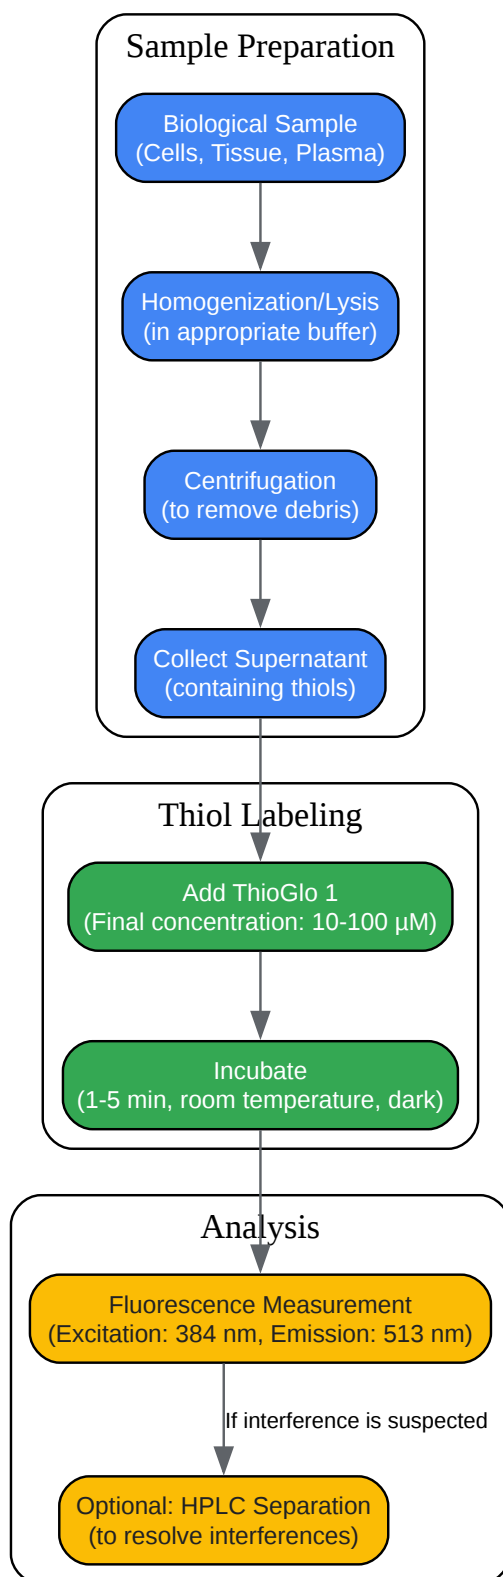 Sample Preparation
Biological Sample
(Cells, Tissue, Plasma)
Homogenization/Lysis
(in appropriate buffer)
Centrifugation
(to remove debris)
Collect Supernatant
(containing thiols)
Thiol Labeling
Add ThioGlo 1
(Final concentration: 10-100 µM)
Incubate
(1-5 min, room temperature, dark)
Analysis
Fluorescence Measurement
(Excitation: 384 nm, Emission: 513 nm)
If interference is suspected
Optional: HPLC Separation
(to resolve interferences)